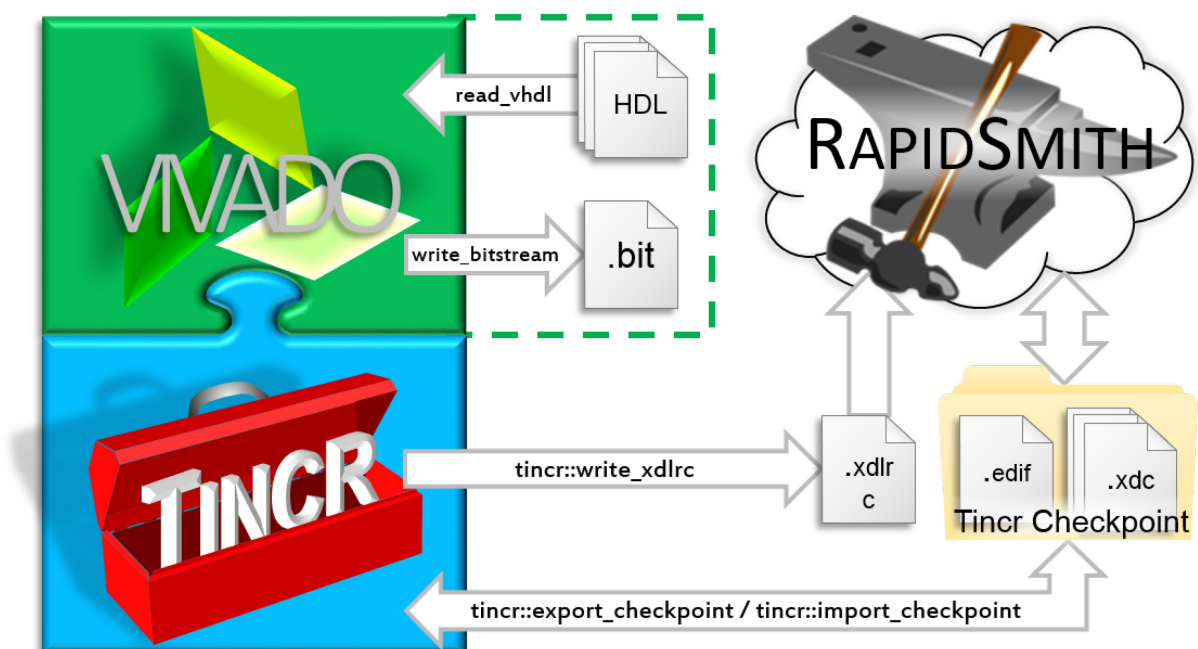 read_vhdl
HDL
VIVADO
write_bitstream
.bit
RAPIDSMITH
TINCR
tincr::write_xdlrc
.xdlr
c
.edif
.xdc
Tincr Checkpoint
tincr::export_checkpoint / tincr::import_checkpoint